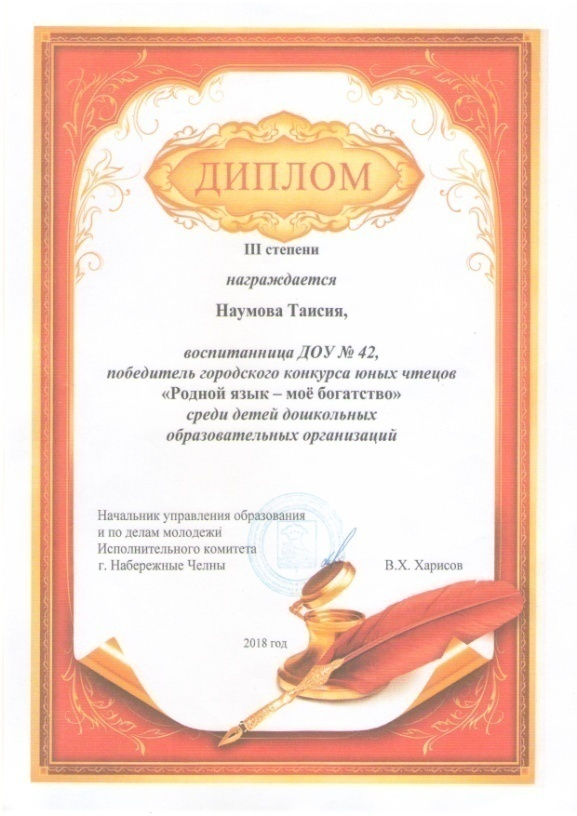 ДИПЛОМ
III степени
награждается
Наумова Таисия,
воспитанница ДОУ № 42,
победитель городского конкурса юных чтецов
«Родной язык – моё богатство»
среди детей дошкольных
образовательных организаций
Начальник управления образования
и по делам молодежи
Исполнительного комитета
г. Набережные Челны В.Х. Харисов
2018 год